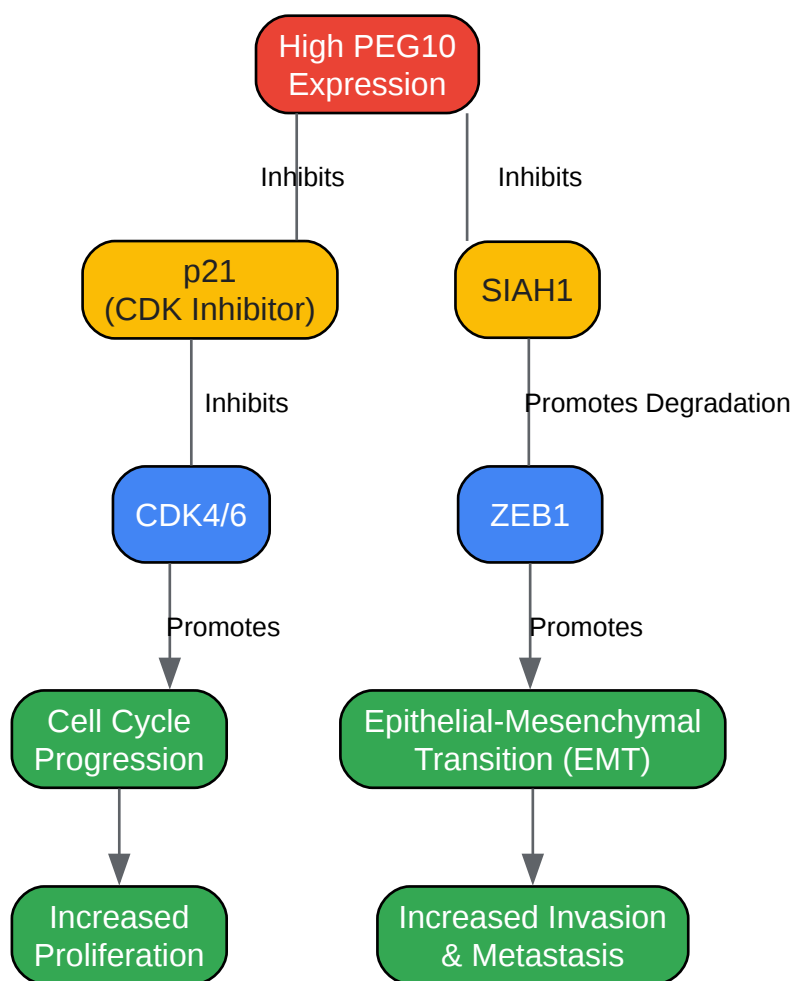 High PEG10
Expression
Inhibits
Inhibits
p21
(CDK Inhibitor)
SIAH1
Inhibits
Promotes Degradation
CDK4/6
ZEB1
Promotes
Promotes
Cell Cycle
Progression
Epithelial-Mesenchymal
Transition (EMT)
Increased
Proliferation
Increased Invasion
& Metastasis